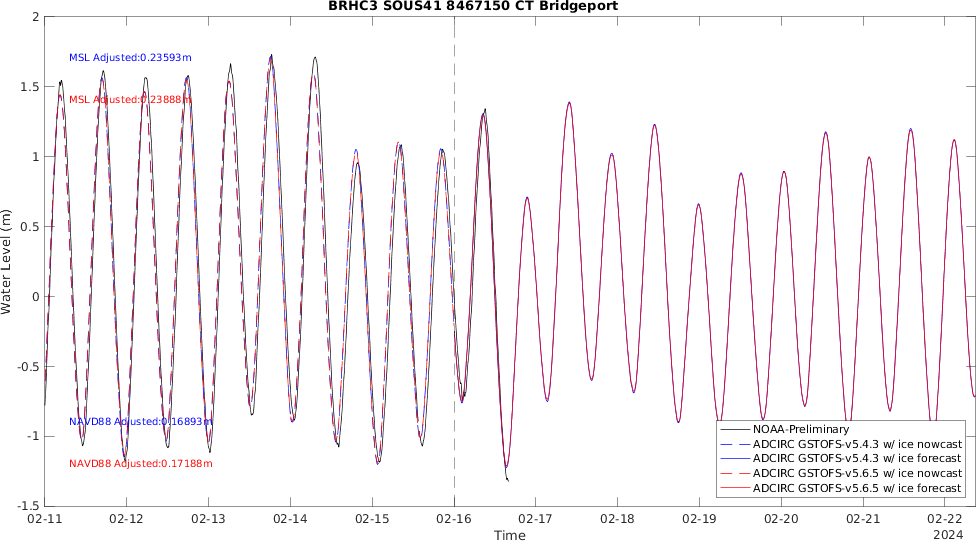 BRHC3 SOUS41 8467150 CT Bridgeport
2
1.5
1
0.5
0
-0.5
-1
-1.5
Water Level (m)
MSL Adjusted:0.23593m
MSL Adjusted:0.23888m
NAVD88 Adjusted:0.16893m
NAVD88 Adjusted:0.17188m
NOAA-Preliminary
ADCIRC GSTOFS-v5.4.3 w/ ice nowcast
ADCIRC GSTOFS-v5.4.3 w/ ice forecast
ADCIRC GSTOFS-v5.6.5 w/ ice nowcast
ADCIRC GSTOFS-v5.6.5 w/ ice forecast
02-11 02-12 02-13 02-14 02-15 02-16 02-17 02-18 02-19 02-20 02-21 02-22
2024
Time